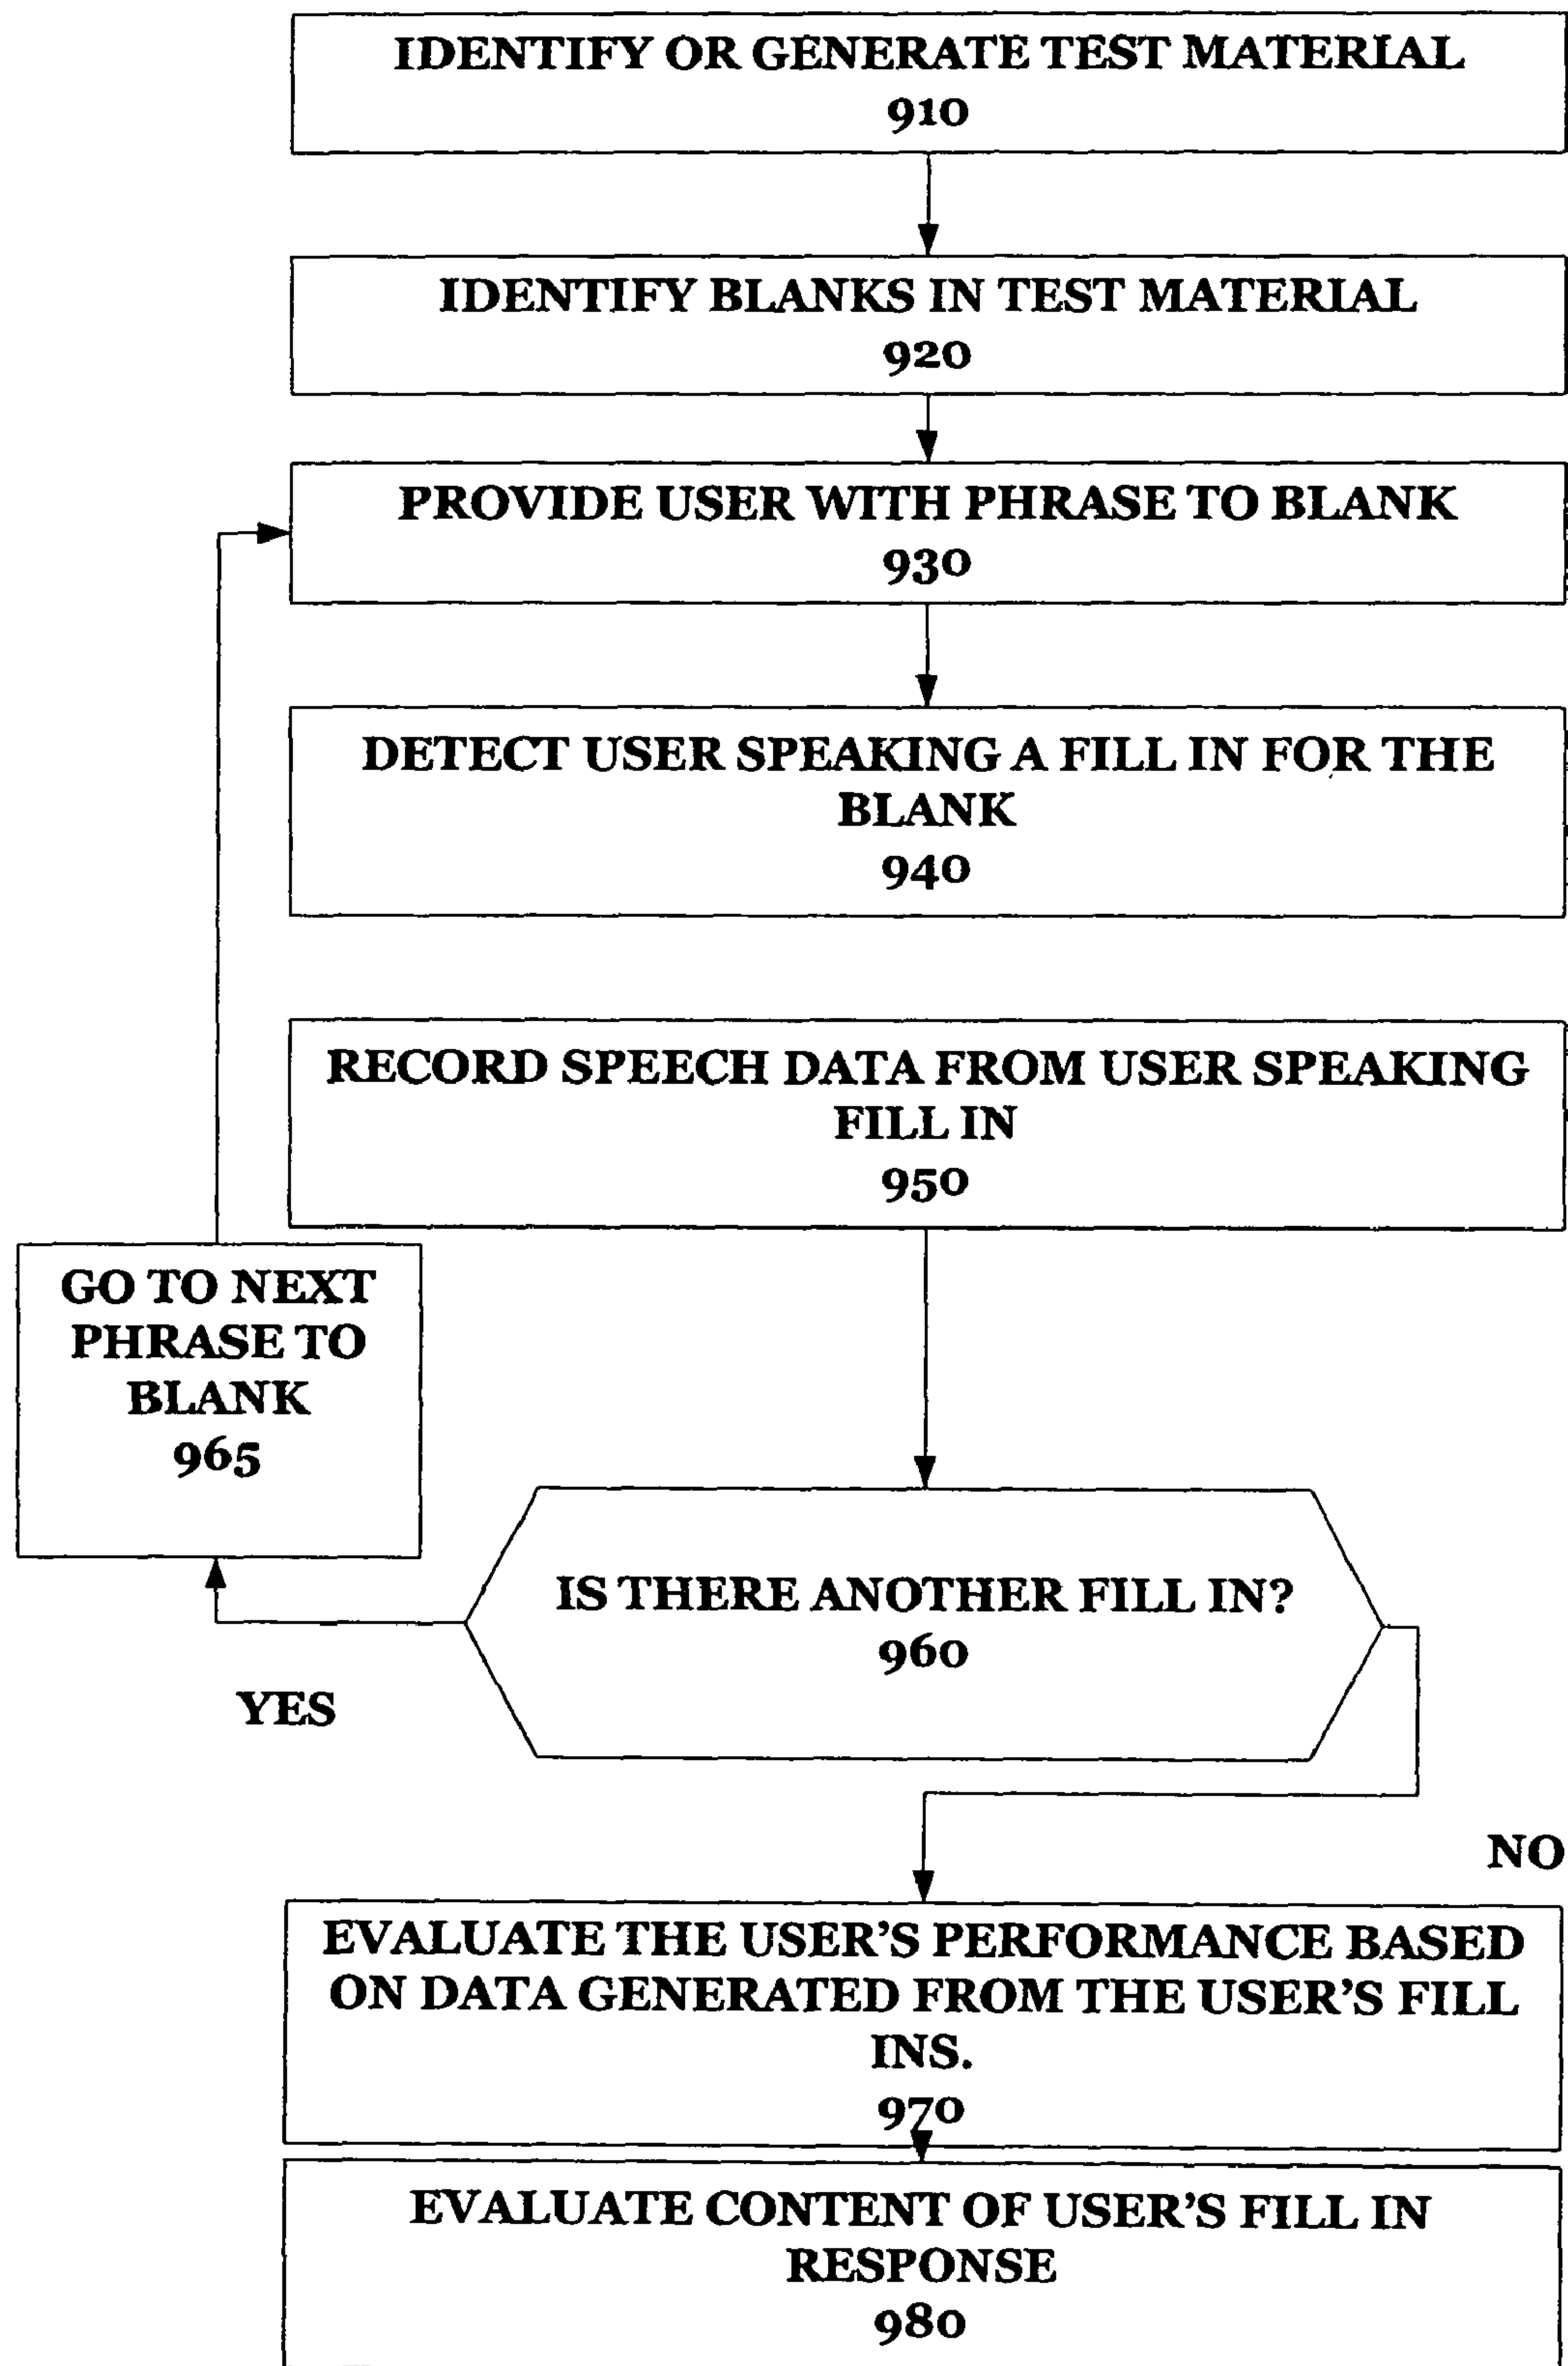 IDENTIFY OR GENERATE TEST MATERIAL
910
IDENTIFY BLANKS IN TEST MATERIAL
920
PROVIDE USER WITH PHRASE TO BLANK
930
DETECT USER SPEAKING A FILL IN FOR THE
BLANK
940
RECORD SPEECH DATA FROM USER SPEAKING
FILL IN
950
GO TO NEXT
PHRASE TO
BLANK
965
IS THERE ANOTHER FILL IN?
960
YES
NO
EVALUATE THE USER'S PERFORMANCE BASED
ON DATA GENERATED FROM THE USER'S FILL
INS.
970
EVALUATE CONTENT OF USER'S FILL IN
RESPONSE
980